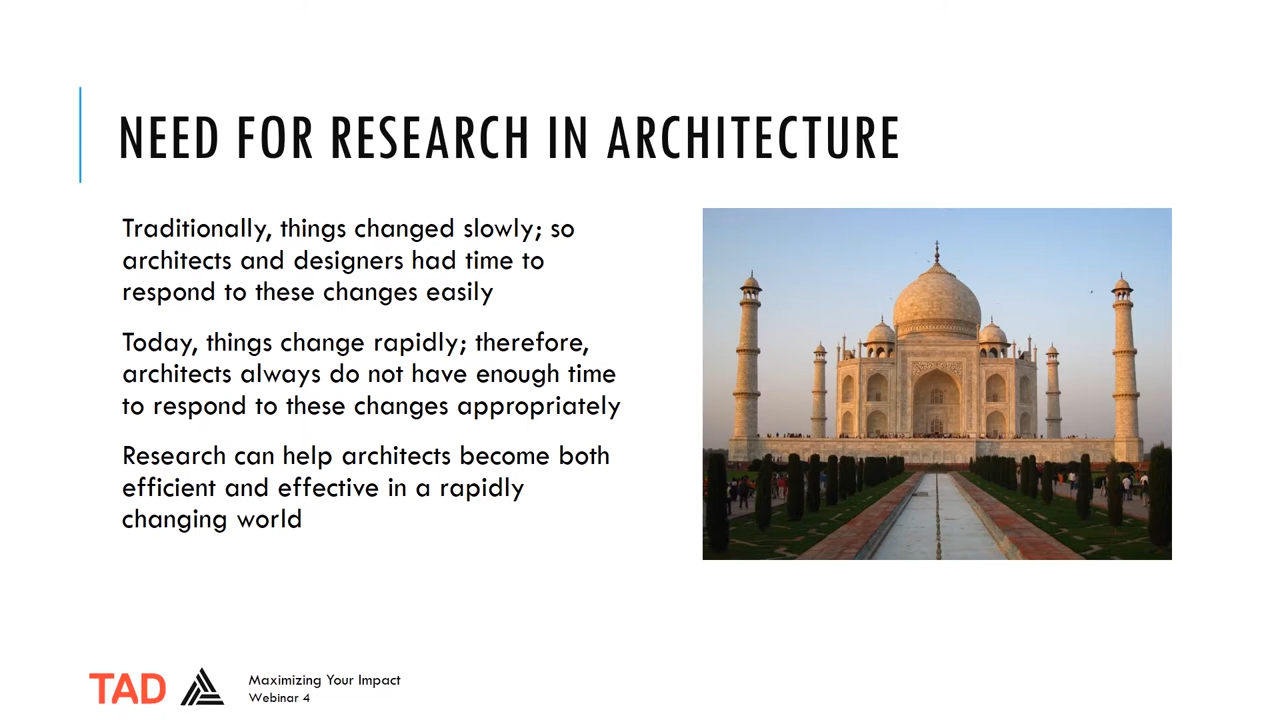 NEED FOR RESEARCH IN ARCHITECTURE
Traditionally, things changed slowly; so
architects and designers had time to
respond to these changes easily
Today, things change rapidly; therefore,
architects always do not have enough time
to respond to these changes appropriately
Research can help architects become both
efficient and effective in a rapidly
changing world
TAD
Maximizing Your Impact
Webinar 4